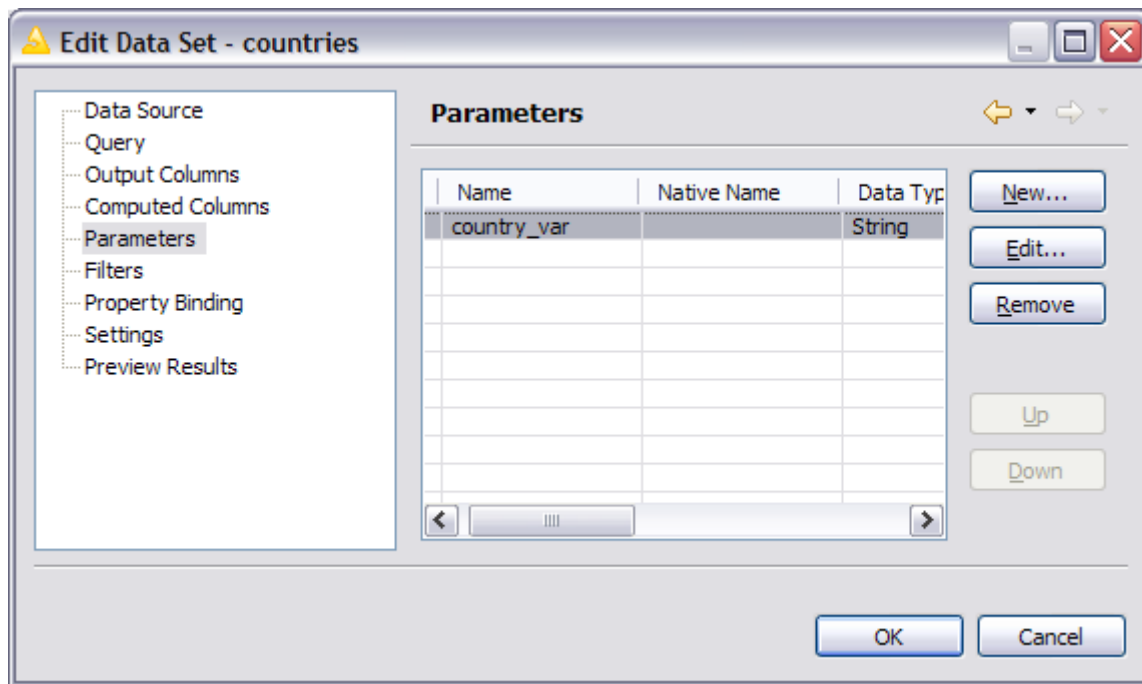 Edit Data Set - countries
Data Source
Query
Output Columns
Computed Columns
Parameters
Filters
Property Binding
Settings
Preview Results
Parameters
Name Native Name Data Typ
country_var String
New...
Edit...
Remove
Up
Down
OK Cancel